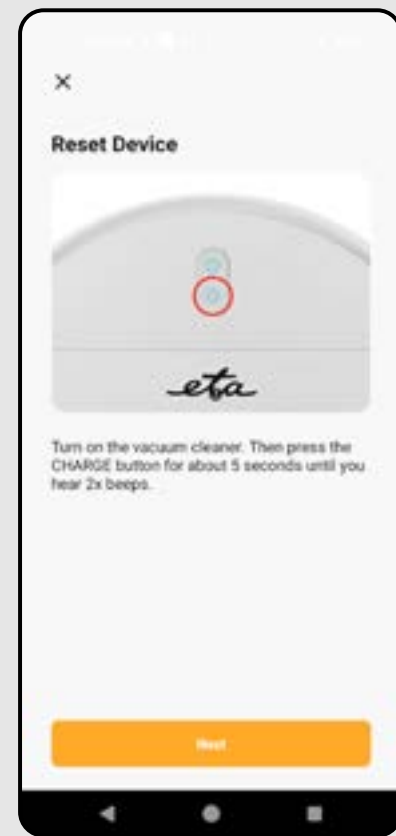 Reset Device
eta
Turn on the vacuum cleaner. Then press the
CHARGE button for about 5 seconds until you
hear 2x beeps.
Next